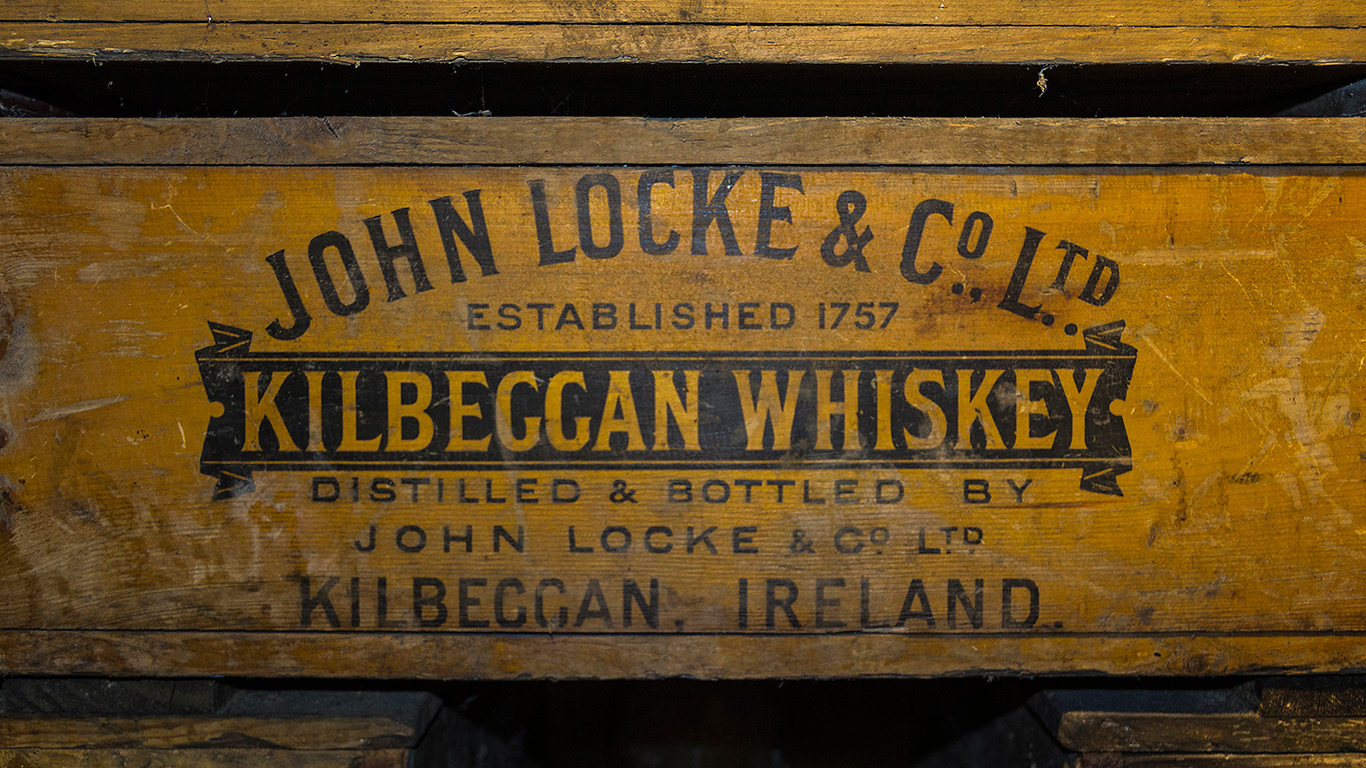 JOHN LOCKE & Co. LTD.
ESTABLISHED 1757
KILBEGGAN WHISKEY
DISTILLED & BOTTLED BY
JOHN LOCKE & Co LTD
KILBEGGAN, IRELAND.